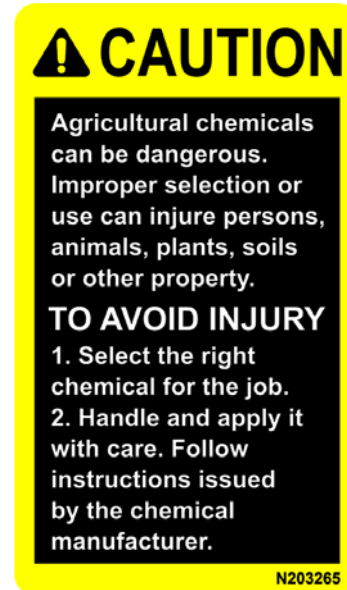 CAUTION
Agricultural chemicals
can be dangerous.
Improper selection or
use can injure persons,
animals, plants, soils
or other property.
TO AVOID INJURY
1. Select the right
chemical for the job.
2. Handle and apply it
with care. Follow
instructions issued
by the chemical
manufacturer.
N203265